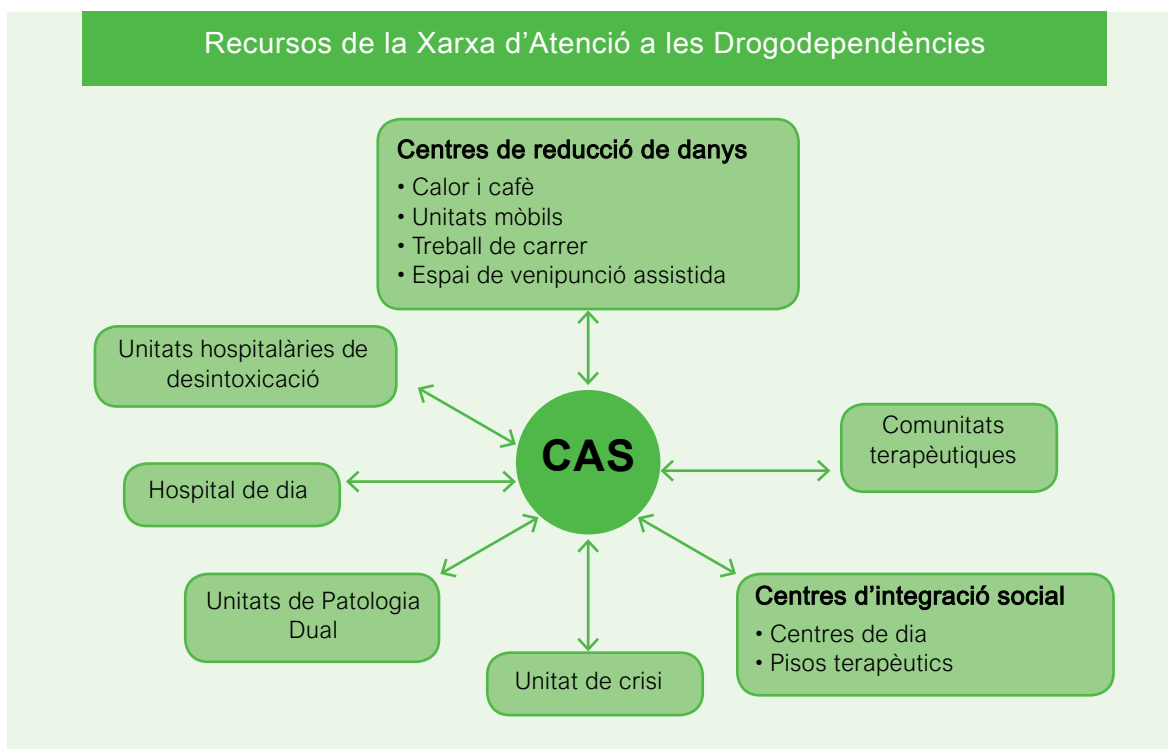 Recursos de la Xarxa d’Atenció a les Drogodependències
Centres de reducció de danys
• Calor i cafè
• Unitats mòbils
• Treball de carrer
• Espai de venipunció assistida
Unitats hospitalàries de
desintoxicació
CAS
Comunitats
terapèutiques
Hospital de dia
Unitats de Patologia
Dual
Unitat de crisi
Centres d’integració social
• Centres de dia
• Pisos terapèutics